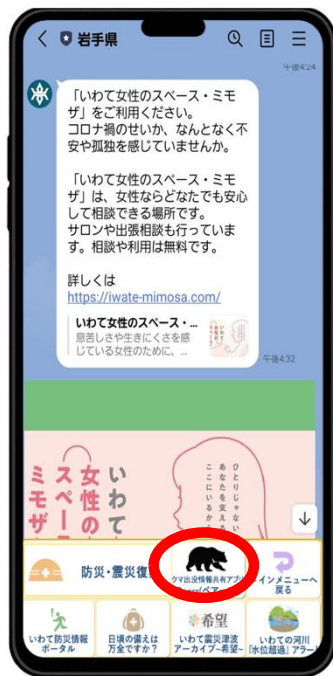 岩手県
午後4:24
「いわて女性のスペース・ミモ
ザ」をご利用ください。
コロナ禍のせいか、なんとなく不
安や孤独を感じていませんか。
「いわて女性のスペース・ミモ
ザ」は、女性ならどなたでも安心
して相談できる場所です。
サロンや出張相談も行っていま
す。相談や利用は無料です。
詳しくは
https://iwate-mimosa.com/
いわて女性のスペース・...
息苦しさや生きにくさを感
じている女性のために、...
午後4:32
いわて
女性の
スペース
ミモザ
ひとりじゃない
あなたを支える
ここにいるから
防災・震災復
クマ出没情報共有アプリ
インメニューへ
戻る
いわて防災情報
ポータル
日頃の備えは
万全ですか？
希望
いわて震災津波
アーカイブ~希望~
いわての河川
「水位超過」アラート